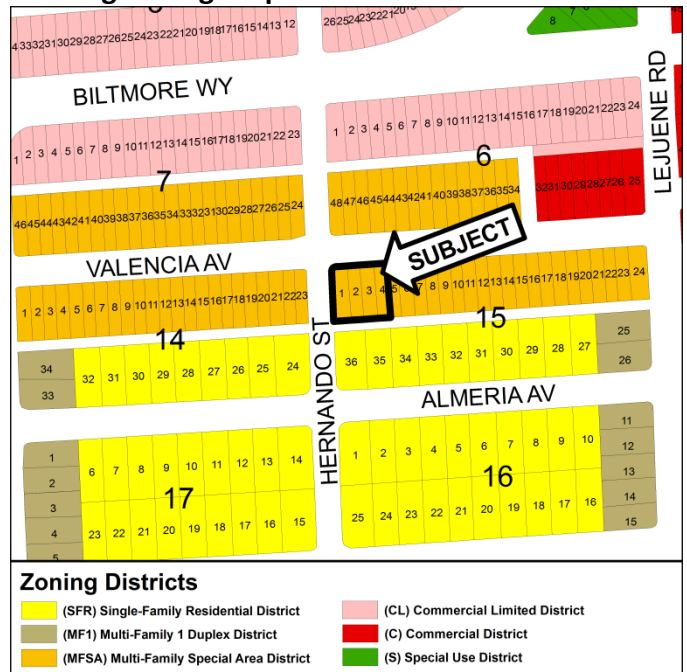 33 32 31 30 29 28 27 26 25 24 23 22 21 20 19 18 17 16 15 14 13 12
26 25 24 23 22 21 20
8 7
BILTMORE WY
LEJUENE RD
1 2 3 4 5 6 7 8 9 10 11 12 13 14 15 16 17 18 19 20 21 22 23
7
46 45 44 43 42 41 40 39 38 37 36 35 34 33 32 31 30 29 28 27 26 25 24
1 2 3 4 5 6 7 8 9 10 11 12 13 14 15 16 17 18 19 20 21 22 23 24
6
48 47 46 45 44 43 42 41 40 39 38 37 36 35 34
32 31 30 29 28 27 26 25
SUBJECT
VALENCIA AV
1 2 3 4 5 6 7 8 9 10 11 12 13 14 15 16 17 18 19 20 21 22 23
14
34 32 31 30 29 28 27 26 25 24
33
1 2 3 4 5 6 7 8 9 10 11 12 13 14 15 16 17 18 19 20 21 22 23 24
15
36 35 34 33 32 31 30 29 28 27 25
26
HERNANDO ST
ALMERIA AV
1 6 7 8 9 10 11 12 13 14
2
17
3
4 23 22 21 20 19 18 17 16 15
5
1 2 3 4 5 6 7 8 9 10 11
12
16
13
25 24 23 22 21 20 19 18 17 16 14
15
Zoning Districts
(SFR) Single-Family Residential District
(MF1) Multi-Family 1 Duplex District
(MFSA) Multi-Family Special Area District
(CL) Commercial Limited District
(C) Commercial District
(S) Special Use District